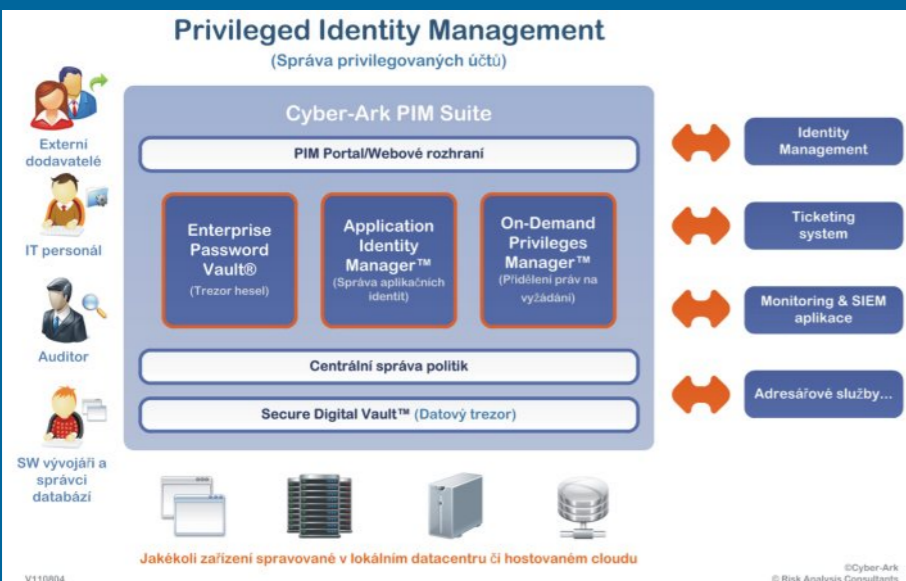 Privileged Identity Management
(Správa privilegovaných účtů)
Externí
dodavatelé
IT personál
Auditor
SW vývojáři a
správci
databází
Cyber-Ark PIM Suite
PIM Portal/Webové rozhraní
Enterprise
Password
Vault®
(Trezor hesel)
Application
Identity
Manager™
(Správa aplikačních
identit)
On-Demand
Privileges
Manager™
(Přidělení práv na
vyžádání)
Centrální správa politik
Secure Digital Vault™ (Datový trezor)
Identity
Management
Ticketing
system
Monitoring & SIEM
aplikace
Adresářové služby...
Jakékoli zařízení spravované v lokálním datacentru či hostovaném cloudu
V110804
©Cyber-Ark
© Risk Analysis Consultants